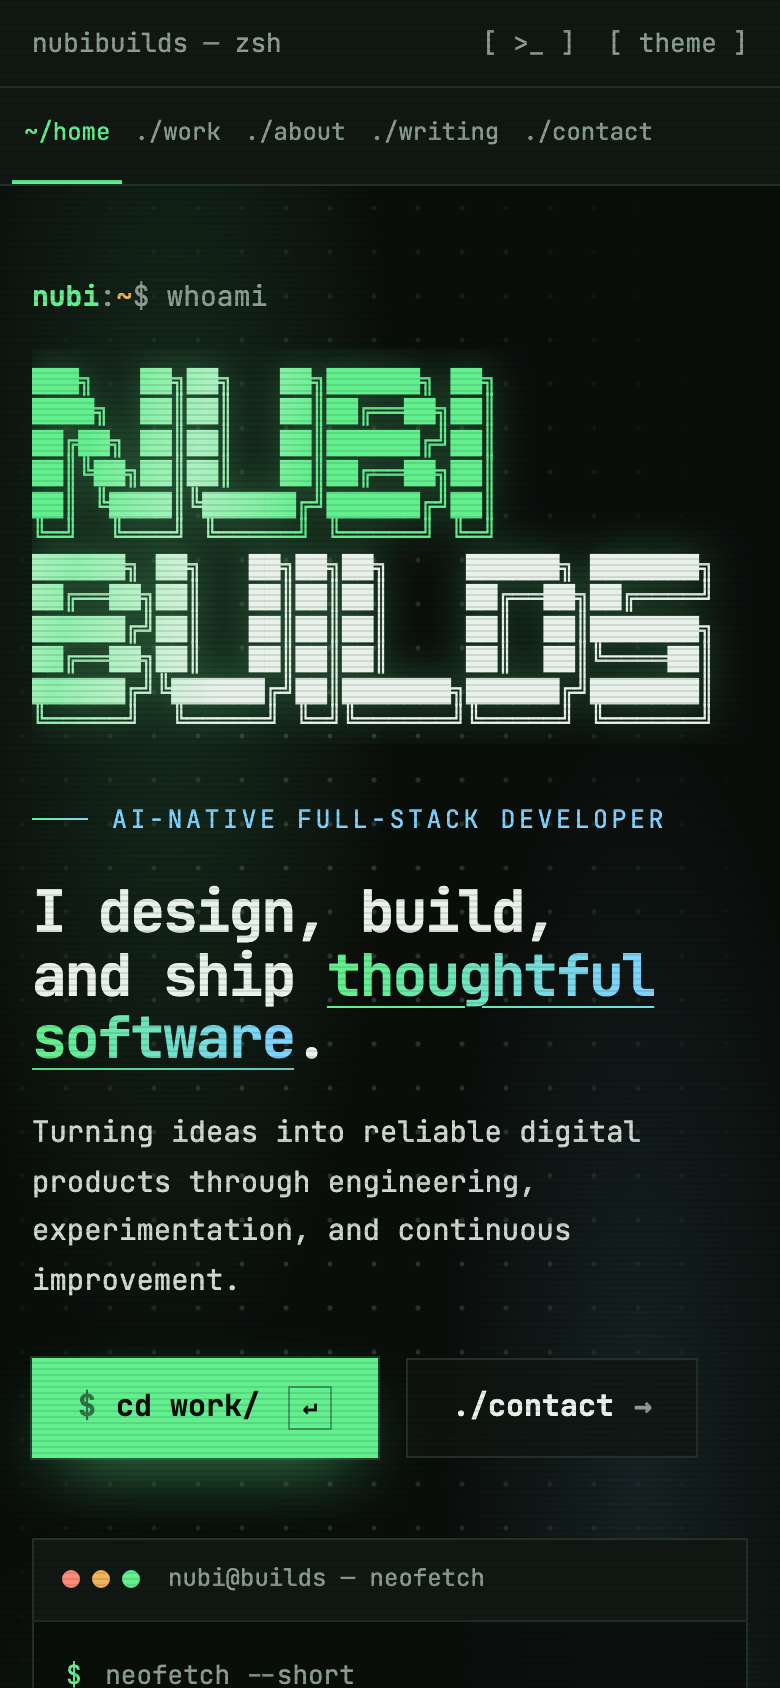 nubibuilds — zsh [ >_ ] [ theme ]
~/home ./work ./about ./writing ./contact
nubi:~$ whoami
NUBI
BUILDS
AI-NATIVE FULL-STACK DEVELOPER
I design, build,
and ship thoughtful
software.
Turning ideas into reliable digital
products through engineering,
experimentation, and continuous
improvement.
$ cd work/ ↵ ./contact →
nubi@builds — neofetch
$ neofetch --short